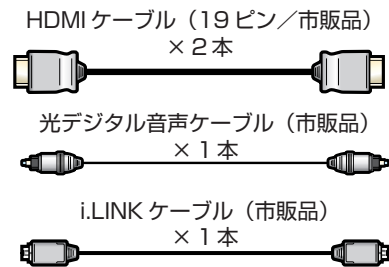 HDMI ケーブル（19 ピン／市販品）
× 2 本
光デジタル音声ケーブル（市販品）
× 1 本
i.LINK ケーブル（市販品）
× 1 本